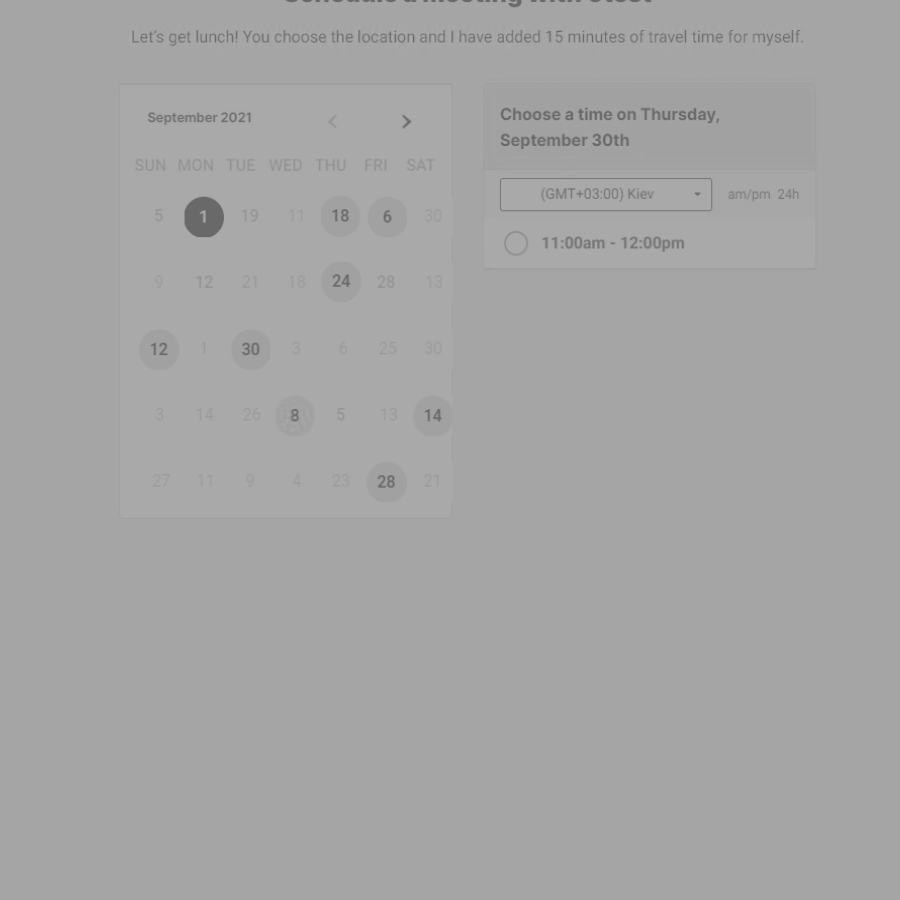 Let's get lunch! You choose the location and I have added 15 minutes of travel time for myself.
September 2021
SUN MON TUE WED THU FRI SAT
5 1 19 11 18 6 30
9 12 21 18 24 28 13
12 1 30 3 6 25 30
3 14 26 8 5 13 14
27 11 9 4 23 28 21
Choose a time on Thursday,
September 30th
(GMT+03:00) Kiev am/pm 24h
11:00am - 12:00pm